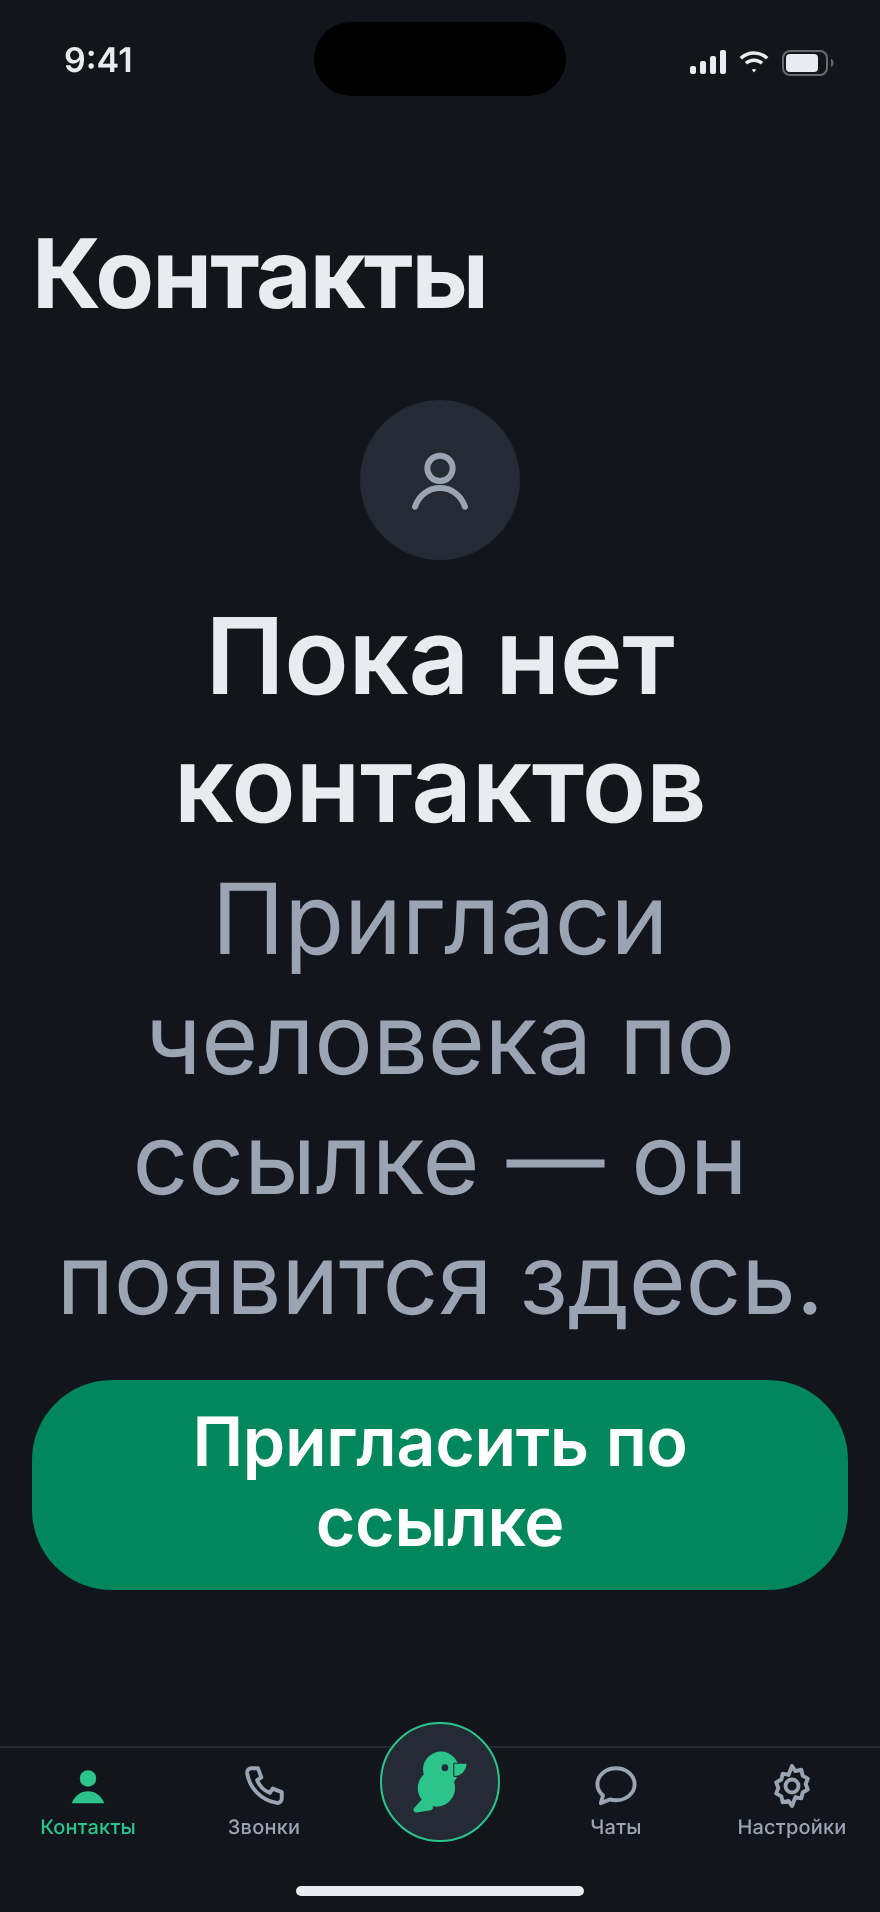 9:41
Контакты
Пока нет
контактов
Пригласи
человека по
ссылке — он
появится здесь.
Пригласить по
ссылке
Контакты
Звонки
Чаты
Настройки